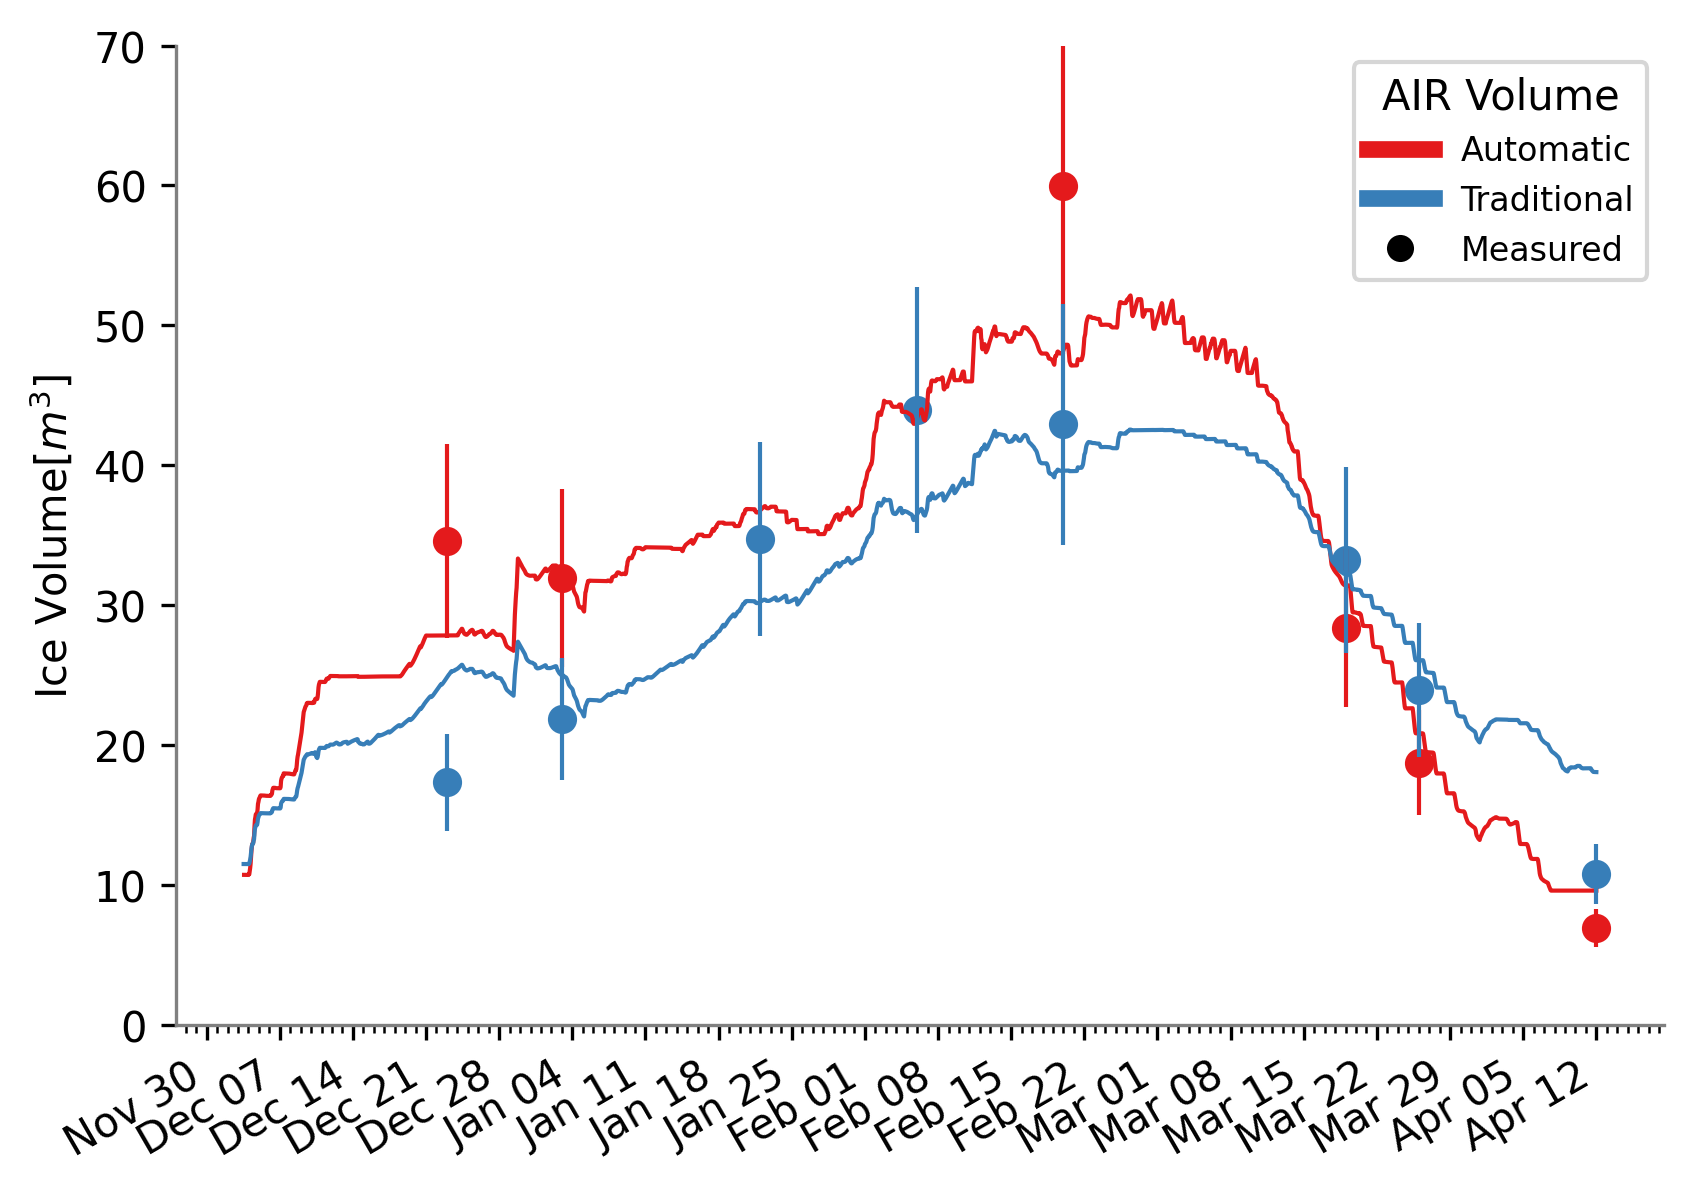 70
60
50
40
30
20
10
0
Ice Volume[m³]
AIR Volume
Automatic
Traditional
Measured
Nov 30
Dec 07
Dec 14
Dec 21
Dec 28
Jan 04
Jan 11
Jan 18
Jan 25
Feb 01
Feb 08
Feb 15
Feb 22
Mar 01
Mar 08
Mar 15
Mar 22
Mar 29
Apr 05
Apr 12